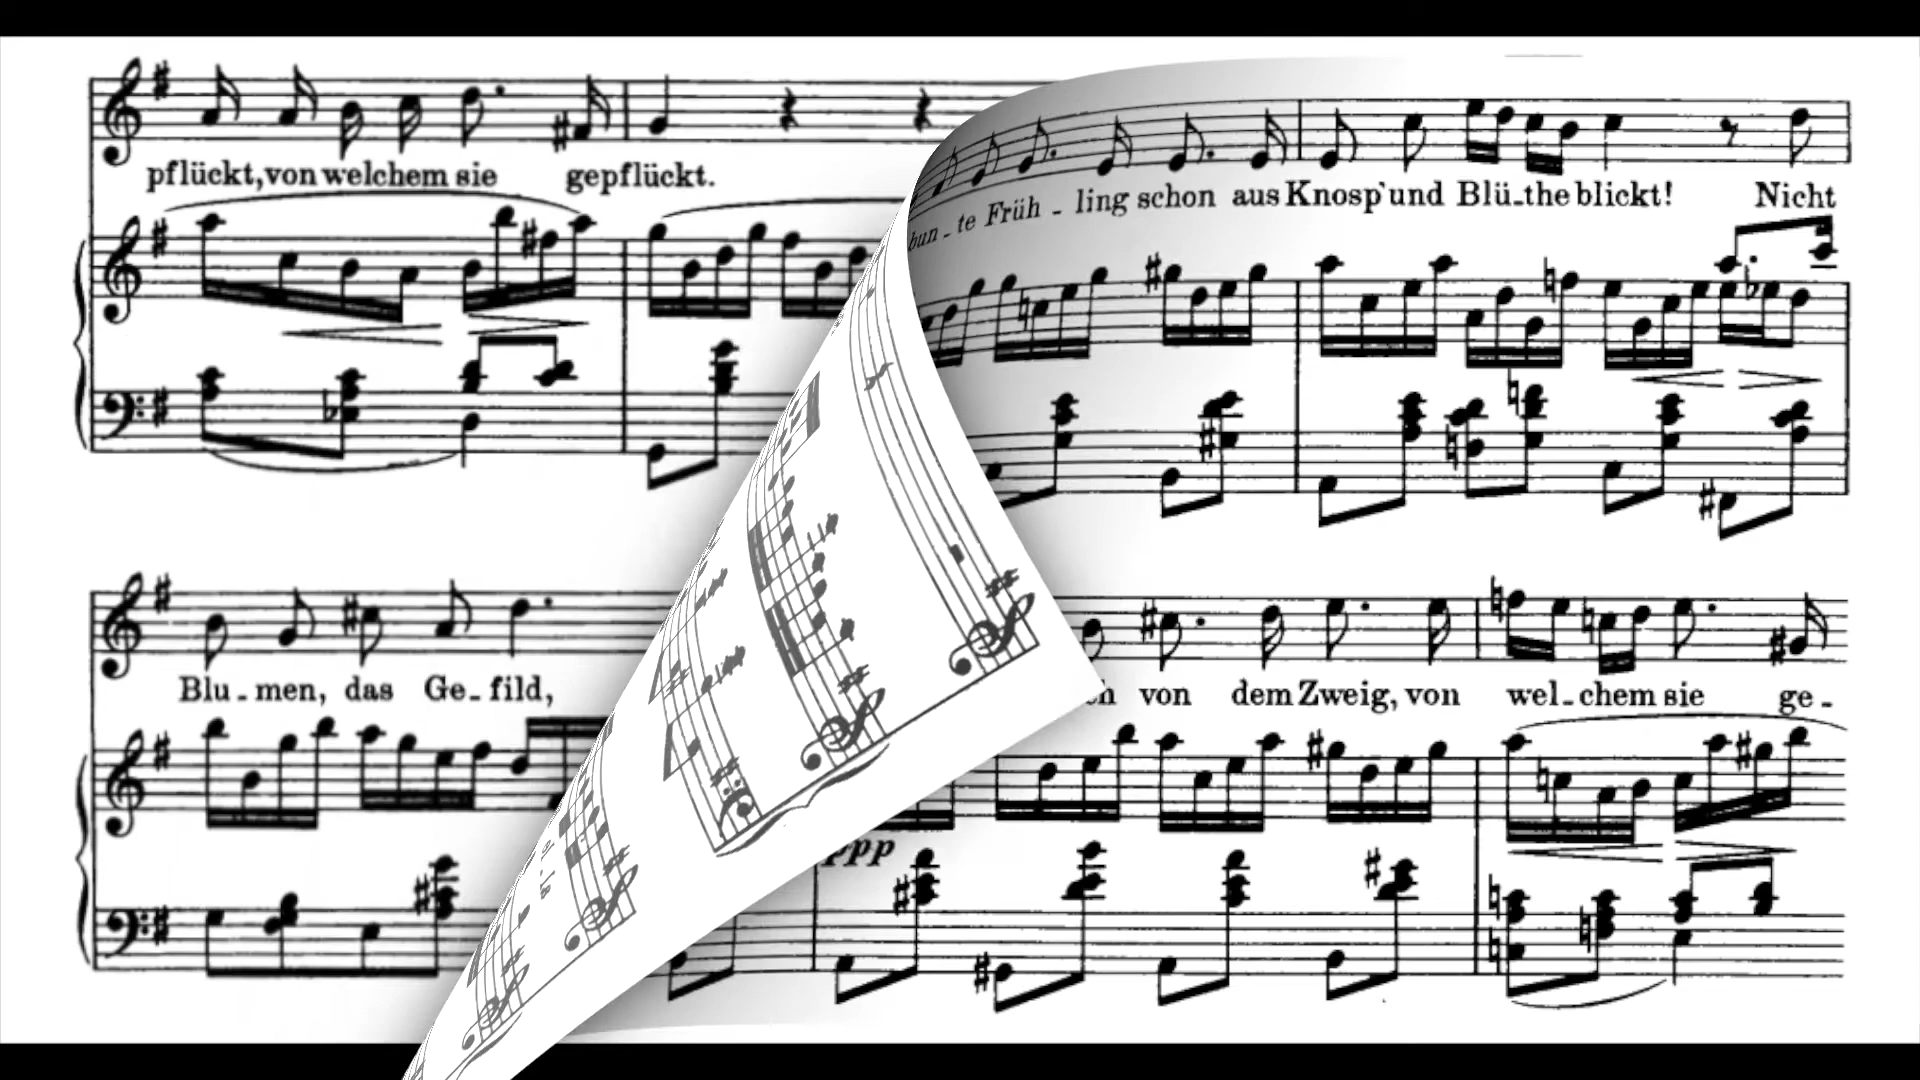 pflückt, von welchem sie gepflückt.
bun - te Früh - ling schon aus Knosp' und Blü - the blickt! Nicht
Blu - men, das Ge - fild,
von dem Zweig, von wel - chem sie ge -
ppp